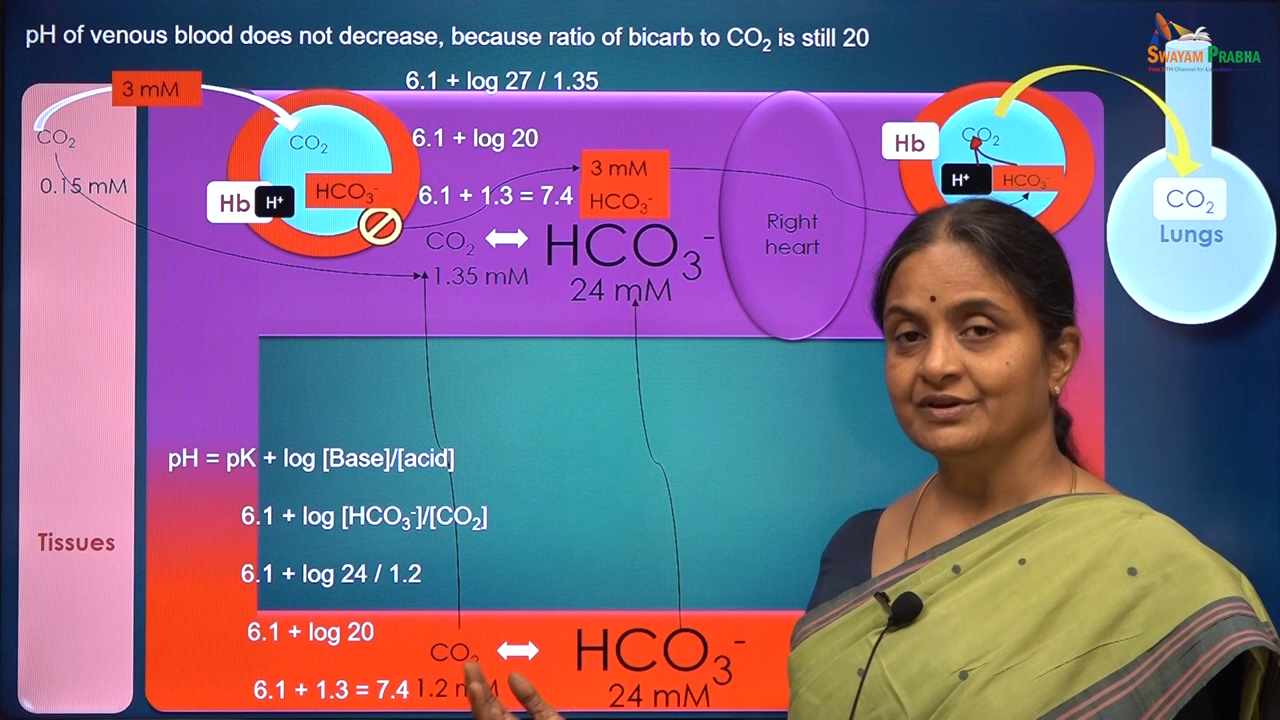 pH of venous blood does not decrease, because ratio of bicarb to CO₂ is still 20
SWAYAM PRABHA
3 mM
6.1 + log 27 / 1.35
CO₂
CO₂
6.1 + log 20
Hb
CO₂
3 mM
0.15 mM
HCO₃⁻
6.1 + 1.3 = 7.4
HCO₃⁻
H⁺
HCO₃⁻
CO₂
Hb
H⁺
Right
heart
Lungs
CO₂
HCO₃⁻
1.35 mM
24 mM
pH = pK + log [Base]/[acid]
6.1 + log [HCO₃⁻]/[CO₂]
Tissues
6.1 + log 24 / 1.2
6.1 + log 20
CO₂
HCO₃⁻
6.1 + 1.3 = 7.4
1.2 mM
24 mM